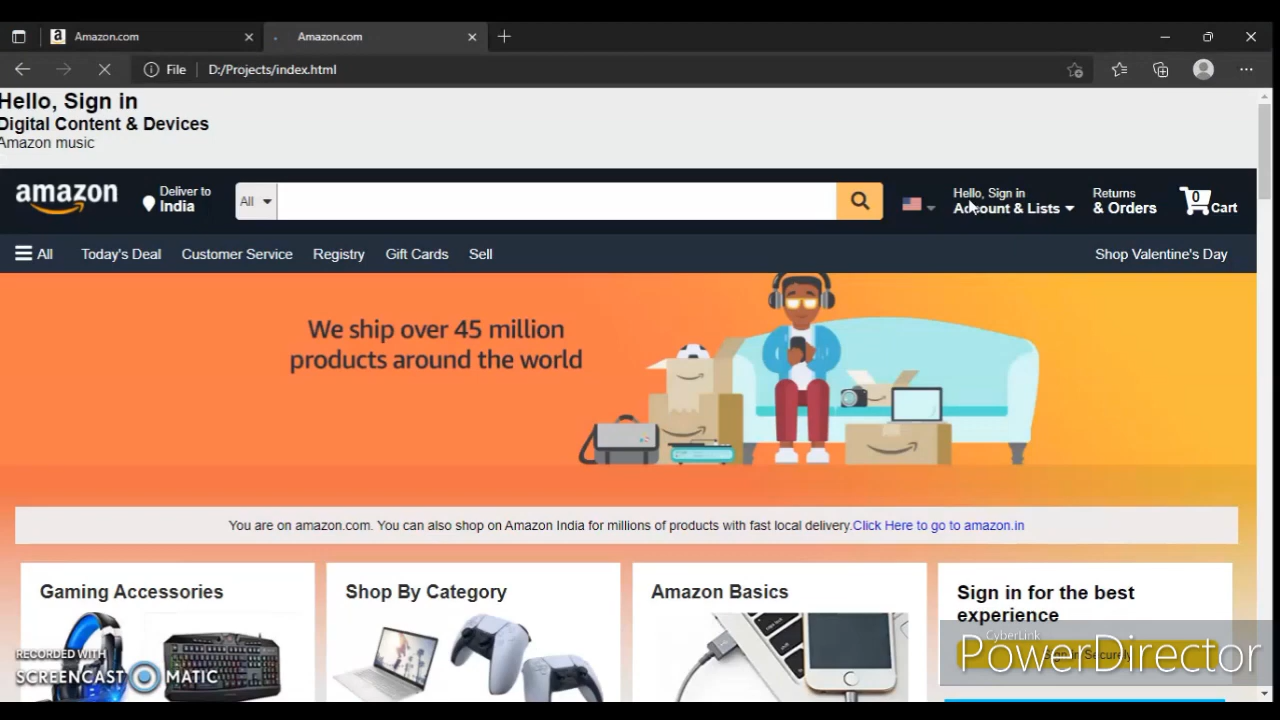 Amazon.com
Amazon.com
File
D:/Projects/index.html
Hello, Sign in
Digital Content & Devices
Amazon music
amazon
Deliver to
India
All
Hello, Sign in
Account & Lists
Returns
& Orders
0
Cart
All
Today's Deal
Customer Service
Registry
Gift Cards
Sell
Shop Valentine's Day
We ship over 45 million
products around the world
You are on amazon.com. You can also shop on Amazon India for millions of products with fast local delivery.Click Here to go to amazon.in
Gaming Accessories
Shop By Category
Amazon Basics
Sign in for the best
experience
Sign in Securely
CyberLink
PowerDirector
RECORDED WITH
SCREENCAST MATIC